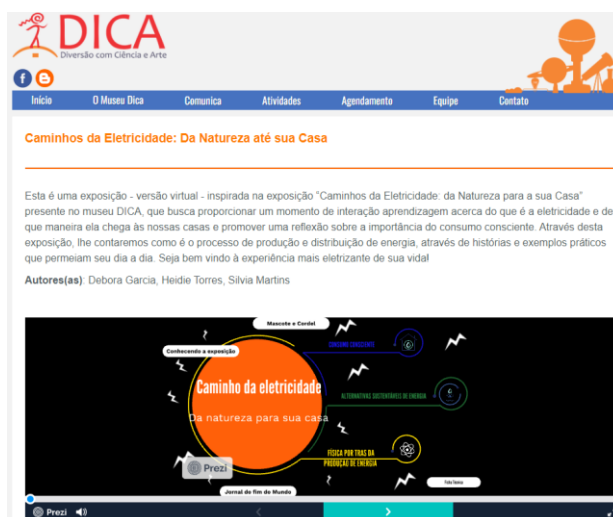 DICA
Diversão com Ciência e Arte
Início O Museu Dica Comunica Atividades Agendamento Equipe Contato
Caminhos da Eletricidade: Da Natureza até sua Casa
Esta é uma exposição - versão virtual - inspirada na exposição "Caminhos da Eletricidade: da Natureza para a sua Casa"
presente no museu DICA, que busca proporcionar um momento de interação aprendizagem acerca do que é a eletricidade e de
que maneira ela chega às nossas casas e promover uma reflexão sobre a importância do consumo consciente. Através desta
exposição, lhe contaremos como é o processo de produção e distribuição de energia, através de histórias e exemplos práticos
que permeiam seu dia a dia. Seja bem vindo à experiência mais eletrizante de sua vida!
Autores(as): Debora Garcia, Heidie Torres, Silvia Martins
Mascote e Cordel
Conhecendo a exposição
CONSUMO CONSCIENTE
Caminho da eletricidade
Da natureza para sua casa
ALTERNATIVAS SUSTENTÁVEIS DE ENERGIA
FÍSICA POR TRAS DA
PRODUÇÃO DE ENERGIA
Prezi
Jornal do fim do Mundo
Prezi